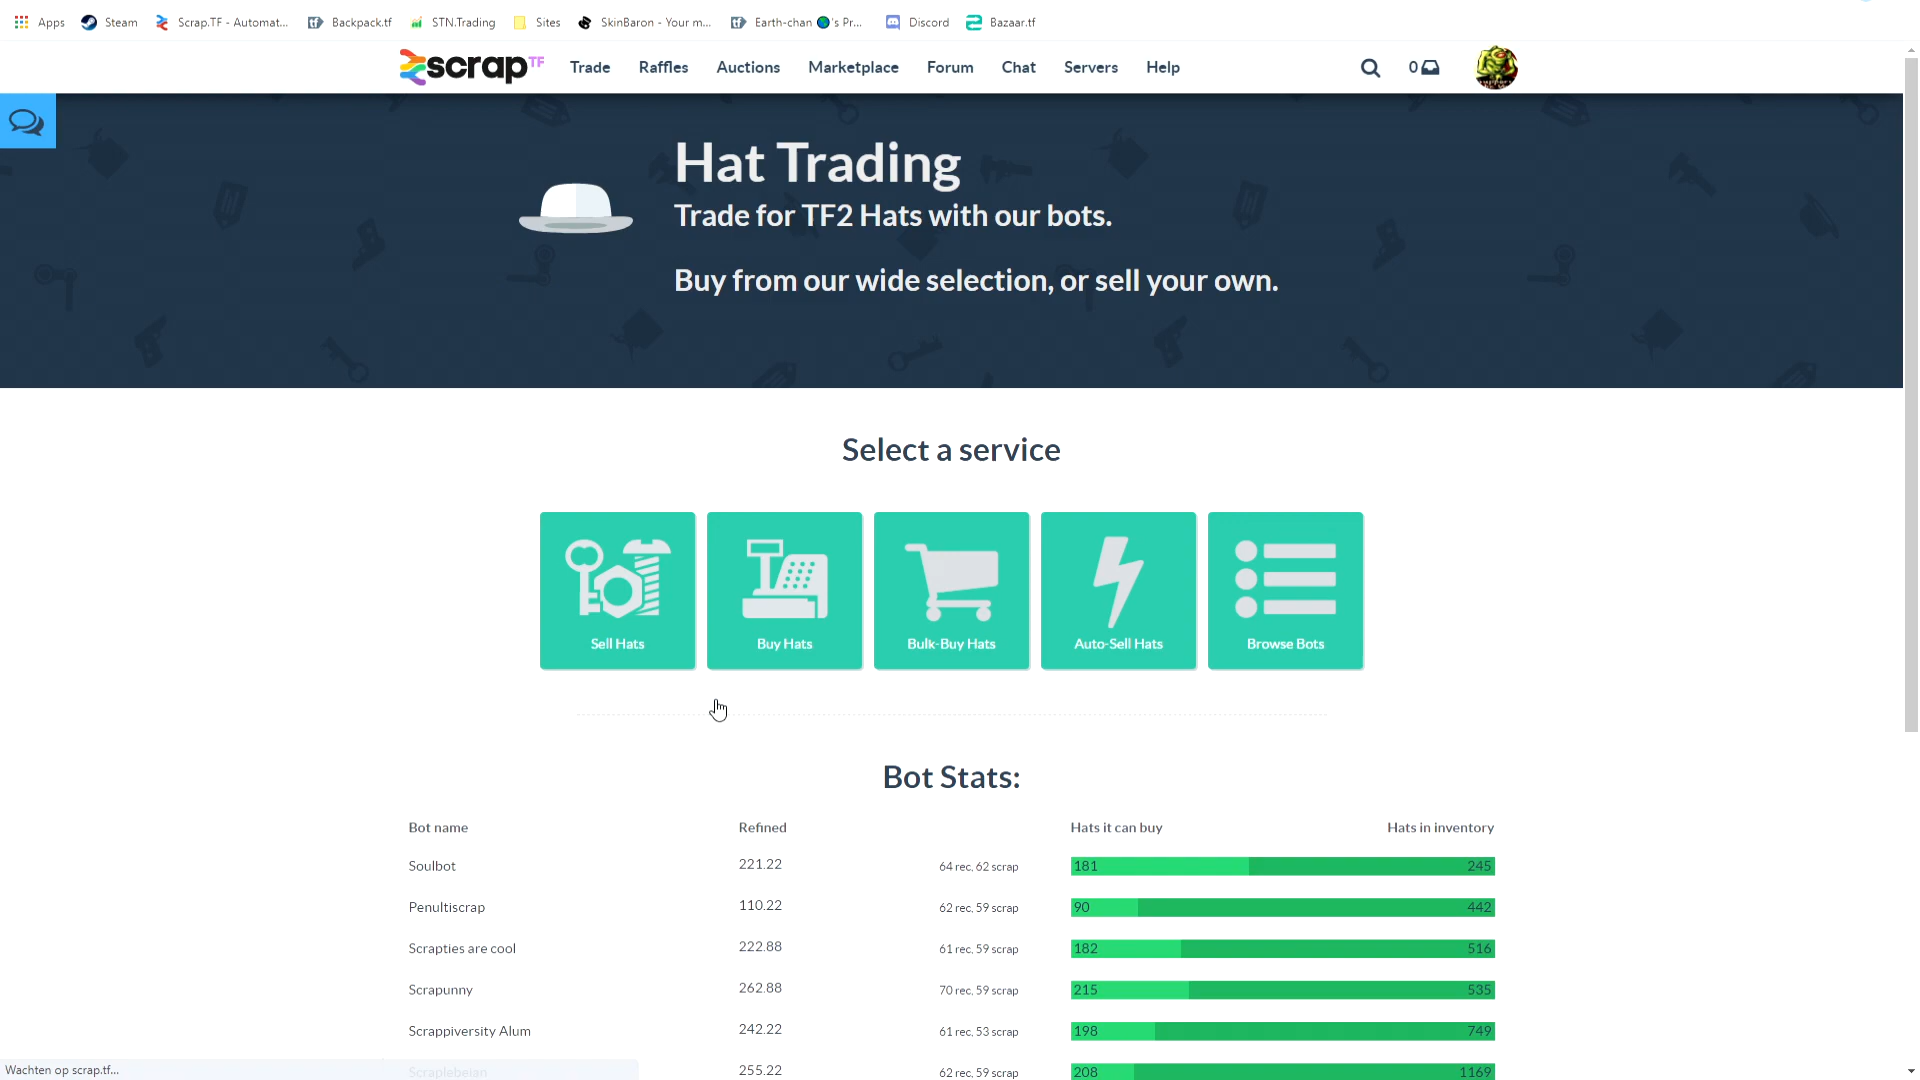 Apps Steam Scrap.TF - Automat... Backpack.tf STN.Trading Sites SkinBaron - Your m... Earth-chan 🌍's Pr... Discord Bazaar.tf
scrap TF Trade Raffles Auctions Marketplace Forum Chat Servers Help 0
Hat Trading
Trade for TF2 Hats with our bots.
Buy from our wide selection, or sell your own.
Select a service
Sell Hats Buy Hats Bulk-Buy Hats Auto-Sell Hats Browse Bots
Bot Stats:
Bot name Refined Hats it can buy Hats in inventory
Soulbot 221.22 64 rec, 62 scrap 181 245
Penultiscrap 110.22 62 rec, 59 scrap 90 442
Scrapties are cool 222.88 61 rec, 59 scrap 182 516
Scrapunny 262.88 70 rec, 59 scrap 215 535
Scrappiversity Alum 242.22 61 rec, 53 scrap 198 749
Scraplebeian 255.22 62 rec, 59 scrap 208 1169
Wachten op scrap.tf...